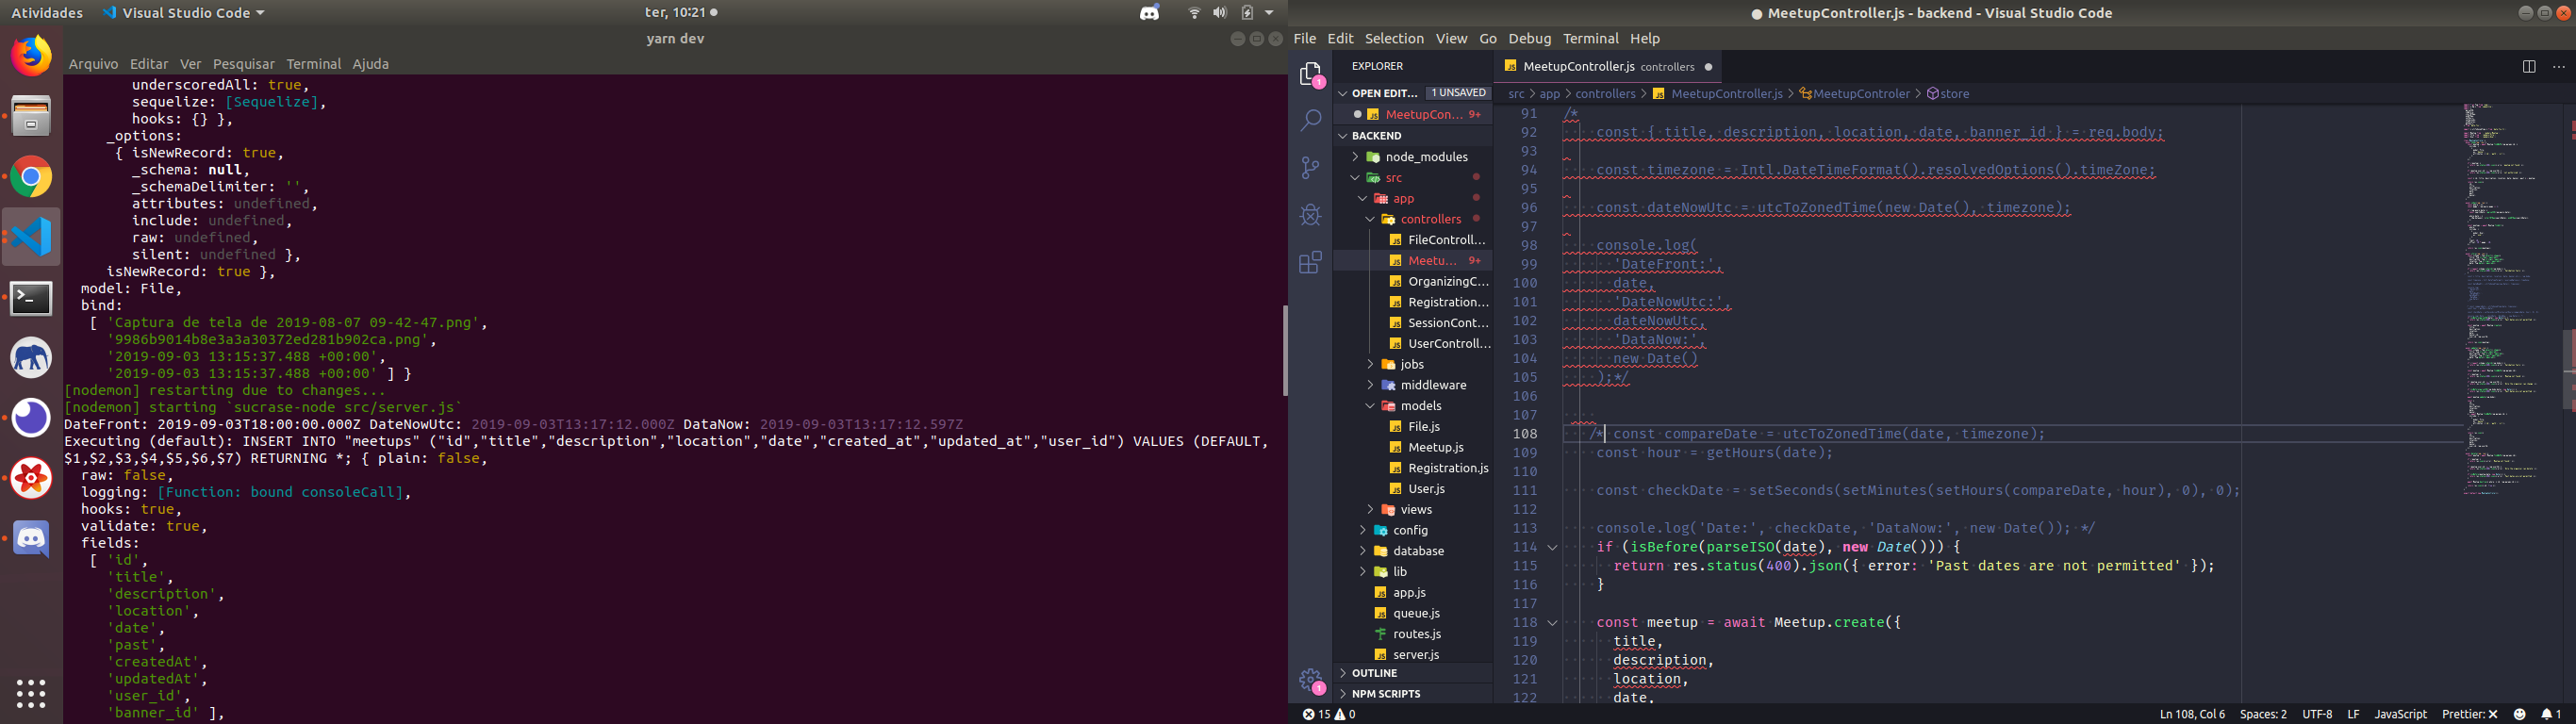 Atividades
Visual Studio Code
ter, 10:21
yarn dev
Arquivo Editar Ver Pesquisar Terminal Ajuda
underscoredAll: true,
sequelize: [Sequelize],
hooks: {} },
_options:
{ isNewRecord: true,
_schema: null,
_schemaDelimiter: '',
attributes: undefined,
include: undefined,
raw: undefined,
silent: undefined },
isNewRecord: true },
model: File,
bind:
[ 'Captura de tela de 2019-08-07 09-42-47.png',
'9986b9014b8e3a3a30372ed281b902ca.png',
'2019-09-03 13:15:37.488 +00:00',
'2019-09-03 13:15:37.488 +00:00' ] }
[nodemon] restarting due to changes...
[nodemon] starting `sucrase-node src/server.js`
DateFront: 2019-09-03T18:00:00.000Z DateNowUtc: 2019-09-03T13:17:12.000Z DataNow: 2019-09-03T13:17:12.597Z
Executing (default): INSERT INTO "meetups" ("id","title","description","location","date","created_at","updated_at","user_id") VALUES (DEFAULT,
$1,$2,$3,$4,$5,$6,$7) RETURNING *; { plain: false,
raw: false,
logging: [Function: bound consoleCall],
hooks: true,
validate: true,
fields:
[ 'id',
'title',
'description',
'location',
'date',
'past',
'createdAt',
'updatedAt',
'user_id',
'banner_id' ],
● MeetupController.js - backend - Visual Studio Code
File Edit Selection View Go Debug Terminal Help
EXPLORER
OPEN EDIT... 1 UNSAVED
MeetupCon... 9+
BACKEND
node_modules
src
app
controllers
FileControll...
Meetu... 9+
OrganizingC...
Registration...
SessionCont...
UserControll...
jobs
middleware
models
File.js
Meetup.js
Registration.js
User.js
views
config
database
lib
app.js
queue.js
routes.js
server.js
OUTLINE
NPM SCRIPTS
1
1
MeetupController.js controllers
src > app > controllers > MeetupController.js > MeetupControler > store
91 /*
92 const { title, description, location, date, banner_id } = req.body;
93
94 const timezone = Intl.DateTimeFormat().resolvedOptions().timeZone;
95
96 const dateNowUtc = utcToZonedTime(new Date(), timezone);
97
98 console.log(
99 'DateFront:',
100 date,
101 'DateNowUtc:',
102 dateNowUtc,
103 'DataNow:',
104 new Date()
105 );*/
106
107
108 /* const compareDate = utcToZonedTime(date, timezone);
109 const hour = getHours(date);
110
111 const checkDate = setSeconds(setMinutes(setHours(compareDate, hour), 0), 0);
112
113 console.log('Date:', checkDate, 'DataNow:', new Date()); */
114 if (isBefore(parseISO(date), new Date())) {
115 return res.status(400).json({ error: 'Past dates are not permitted' });
116 }
117
118 const meetup = await Meetup.create({
119 title,
120 description,
121 location,
122 date,
15 0
Ln 108, Col 6 Spaces: 2 UTF-8 LF JavaScript Prettier: ✕ 1